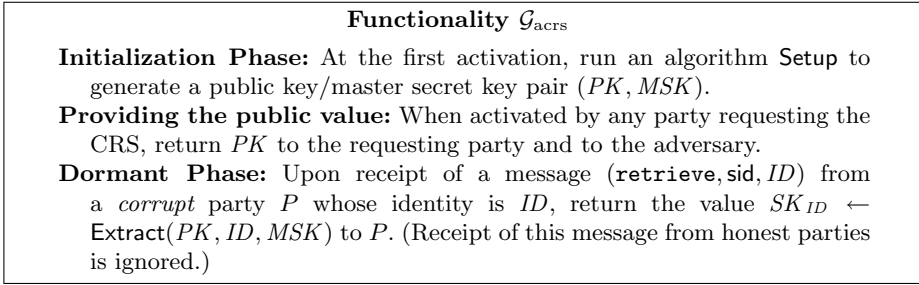 Functionality 𝒢acrs
Initialization Phase: At the first activation, run an algorithm Setup to
generate a public key/master secret key pair (PK, MSK).
Providing the public value: When activated by any party requesting the
CRS, return PK to the requesting party and to the adversary.
Dormant Phase: Upon receipt of a message (retrieve, sid, ID) from
a corrupt party P whose identity is ID, return the value SK_ID ←
Extract(PK, ID, MSK) to P. (Receipt of this message from honest parties
is ignored.)